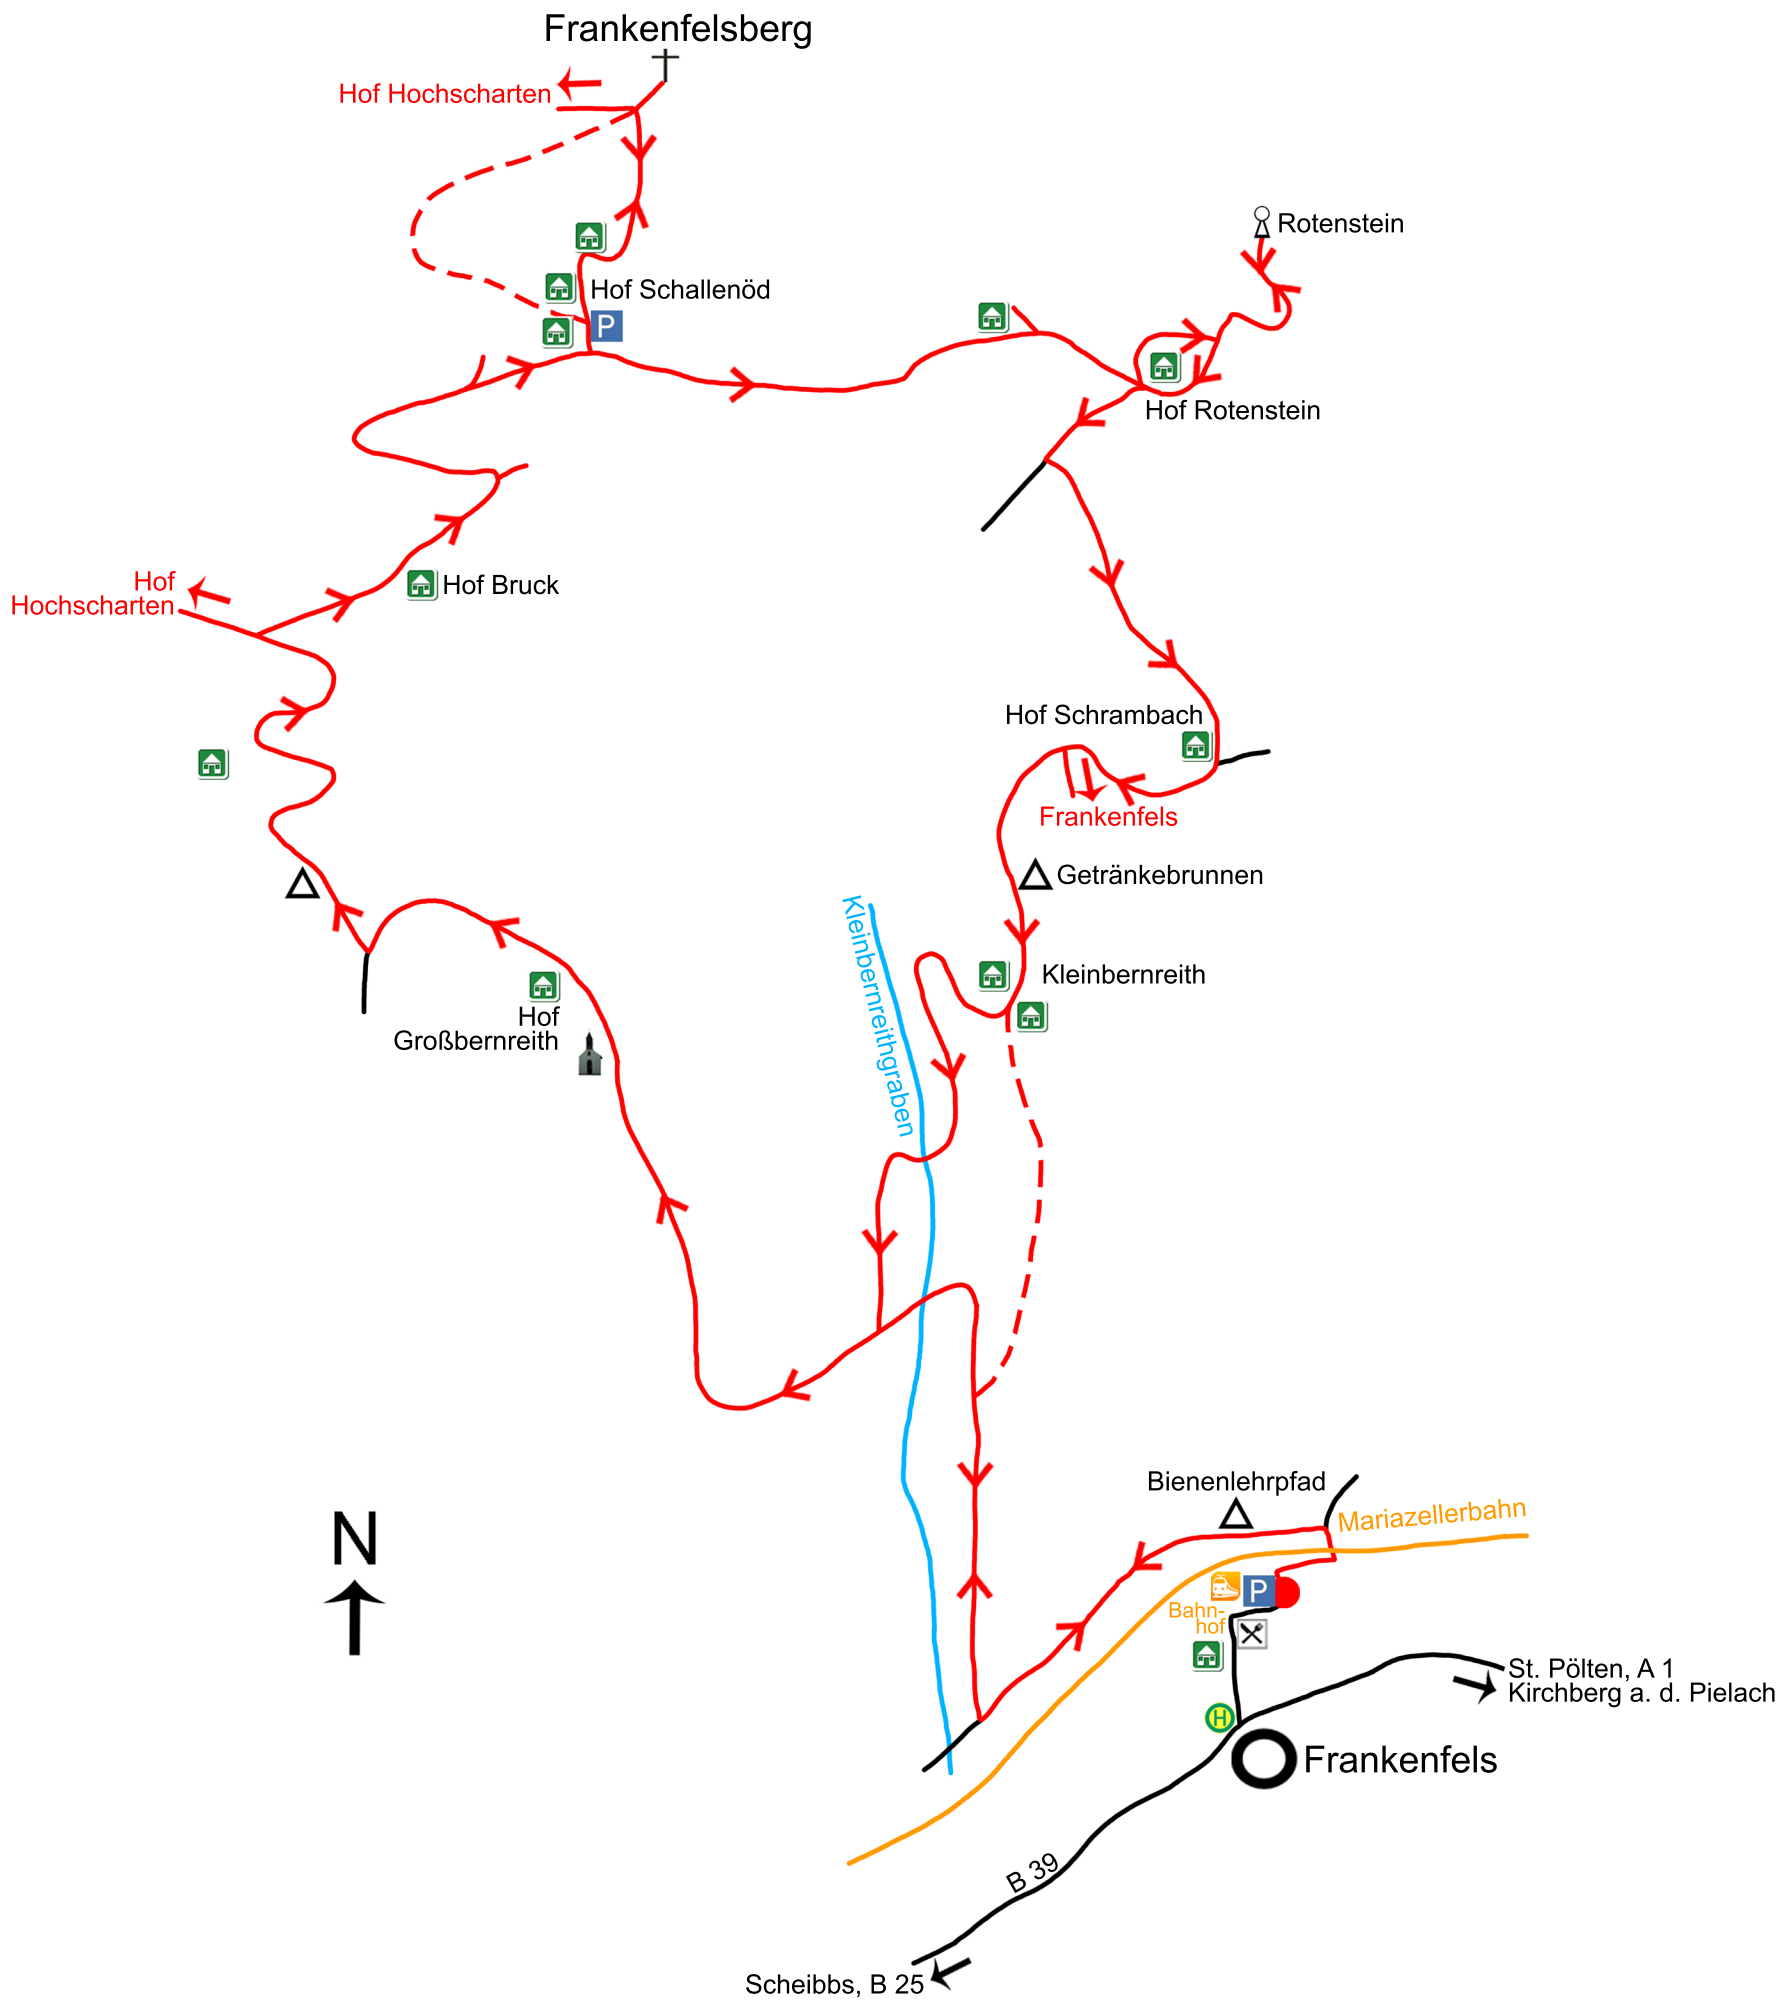 Frankenfelsberg
Hof Hochscharten
Rotenstein
Hof Schallenöd
P
Hof Rotenstein
Hof
Hochscharten
Hof Bruck
Hof Schrambach
Frankenfels
Getränkebrunnen
Kleinbernreithgraben
Kleinbernreith
Hof
Großbernreith
Bienenlehrpfad
Mariazellerbahn
N
P
Bahn-
hof
St. Pölten, A 1
Kirchberg a. d. Pielach
H
Frankenfels
B 39
Scheibbs, B 25